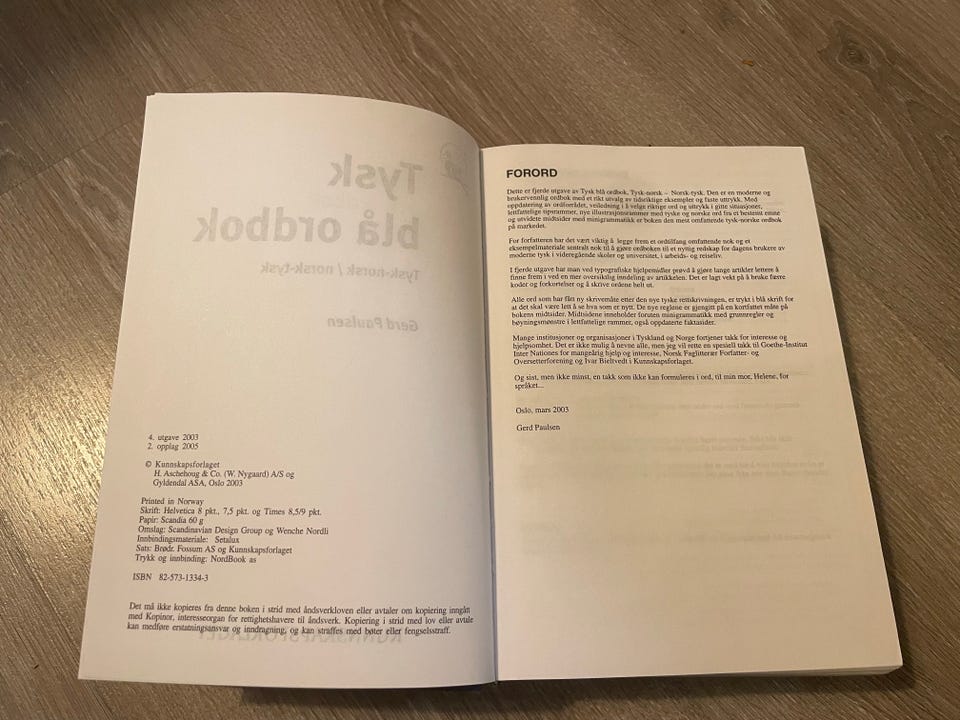 Tysk
blå ordbok
Tysk-norsk / norsk-tysk
Gerd Paulsen
4. utgave 2003
2. opplag 2005
© Kunnskapsforlaget
H. Aschehoug & Co. (W. Nygaard) A/S og
Gyldendal ASA, Oslo 2003
Printed in Norway
Skrift: Helvetica 8 pkt., 7,5 pkt. og Times 8,5/9 pkt.
Papir: Scandia 60 g
Omslag: Scandinavian Design Group og Wenche Nordli
Innbindingsmateriale: Setalux
Sats: Brødr. Fossum AS og Kunnskapsforlaget
Trykk og innbinding: NordBook as
ISBN 82-573-1334-3
Det må ikke kopieres fra denne boken i strid med åndsverkloven eller avtaler om kopiering inngått
med Kopinor, interesseorgan for rettighetshavere til åndsverk. Kopiering i strid med lov eller avtale
kan medføre erstatningsansvar og inndragning, og kan straffes med bøter eller fengselsstraff.
KUNNSKAPSFORLAGET
FORORD
Dette er fjerde utgave av Tysk blå ordbok, Tysk-norsk – Norsk-tysk. Den er en moderne og
brukervennlig ordbok med et rikt utvalg av tidsriktige eksempler og faste uttrykk. Med
oppdatering av ordforrådet, veiledning i å velge riktige ord og uttrykk i gitte situasjoner,
lettfattelige tipsrammer, nye illustrasjonsrammer med tyske og norske ord fra et bestemt emne
og utvidete midtsider med minigrammatikk er boken den mest omfattende tysk-norske ordbok
på markedet.
For forfatteren har det vært viktig å legge frem et ordtilfang omfattende nok og et
eksempelmateriale sentralt nok til å gjøre ordboken til et nyttig redskap for dagens brukere av
moderne tysk i videregående skoler og universitet, i arbeids- og reiseliv.
I fjerde utgave har man ved typografiske hjelpemidler prøvd å gjøre lange artikler lettere å
finne frem i ved en mer oversiktlig inndeling av artikkelen. Det er lagt vekt på å bruke færre
koder og forkortelser og å skrive ordene helt ut.
Alle ord som har fått ny skrivemåte etter den nye tyske rettskrivningen, er trykt i blå skrift for
at det skal være lett å se hva som er nytt. De nye reglene er gjengitt på en kortfattet måte på
bokens midtsider. Midtsidene inneholder foruten minigrammatikk med grunnregler og
bøyningsmønstre i lettfattelige rammer, også oppdaterte faktasider.
Mange institusjoner og organisasjoner i Tyskland og Norge fortjener takk for interesse og
hjelpsomhet. Det er ikke mulig å nevne alle, men jeg vil rette en spesiell takk til Goethe-Institut
Inter Nationes for mangeårig hjelp og interesse, Norsk Faglitterær Forfatter- og
Oversetterforening og Ivar Bieltvedt i Kunnskapsforlaget.
Og sist, men ikke minst, en takk som ikke kan formuleres i ord, til min mor, Helene, for
språket...
Oslo, mars 2003
Gerd Paulsen